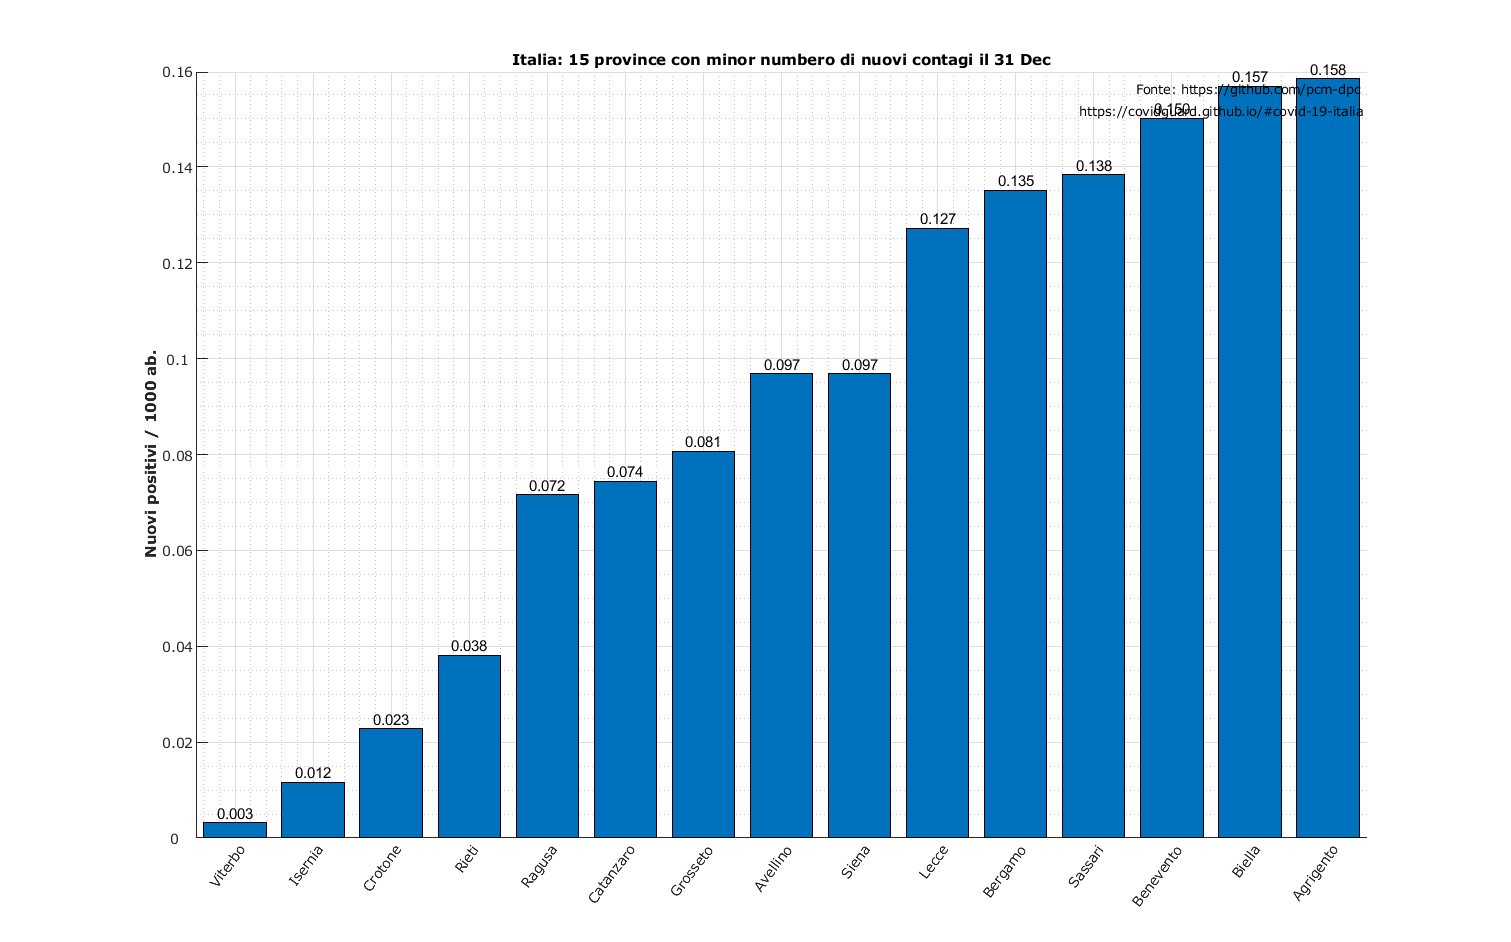 Italia: 15 province con minor numbero di nuovi contagi il 31 Dec
Fonte: https://github.com/pcm-dpc
https://covidguard.github.io/#covid-19-italia
Nuovi positivi / 1000 ab.
0.16
0.14
0.12
0.1
0.08
0.06
0.04
0.02
0
0.003
0.012
0.023
0.038
0.072
0.074
0.081
0.097
0.097
0.127
0.135
0.138
0.150
0.157
0.158
Viterbo
Isernia
Crotone
Rieti
Ragusa
Catanzaro
Grosseto
Avellino
Siena
Lecce
Bergamo
Sassari
Benevento
Biella
Agrigento